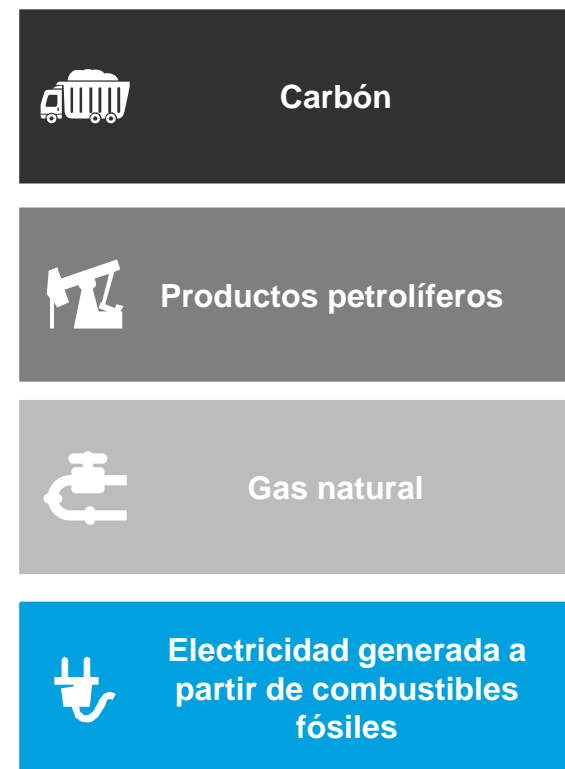 Carbón
Productos petrolíferos
Gas natural
Electricidad generada a
partir de combustibles
fósiles